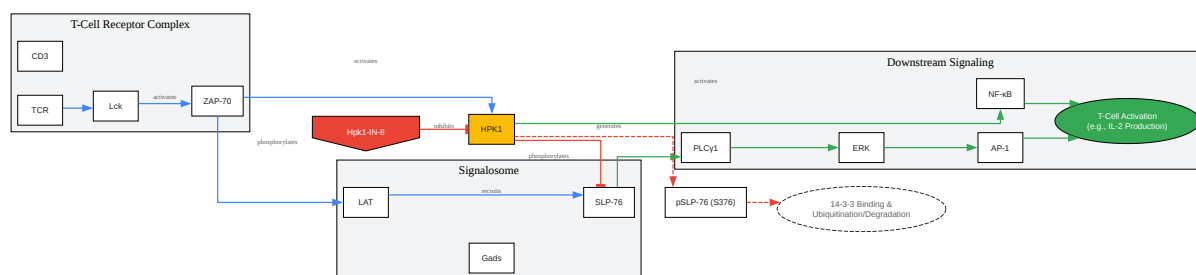 T-Cell Receptor Complex
CD3
TCR
Lck
activates
ZAP-70
activates
phosphorylates
Hpk1-IN-8
inhibits
HPK1
generates
phosphorylates
Signalosome
LAT
recruits
SLP-76
Gads
Downstream Signaling
activates
NF-κB
PLCγ1
ERK
AP-1
T-Cell Activation
(e.g., IL-2 Production)
pSLP-76 (S376)
14-3-3 Binding &
Ubiquitination/Degradation